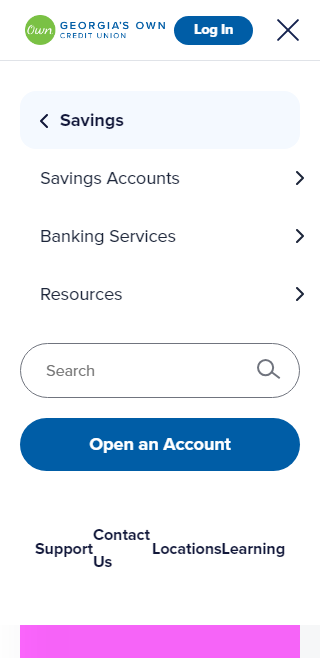 Own GEORGIA'S OWN
CREDIT UNION
Log In
Savings
Savings Accounts
Banking Services
Resources
Search
Open an Account
Support
Contact
Us
Locations
Learning